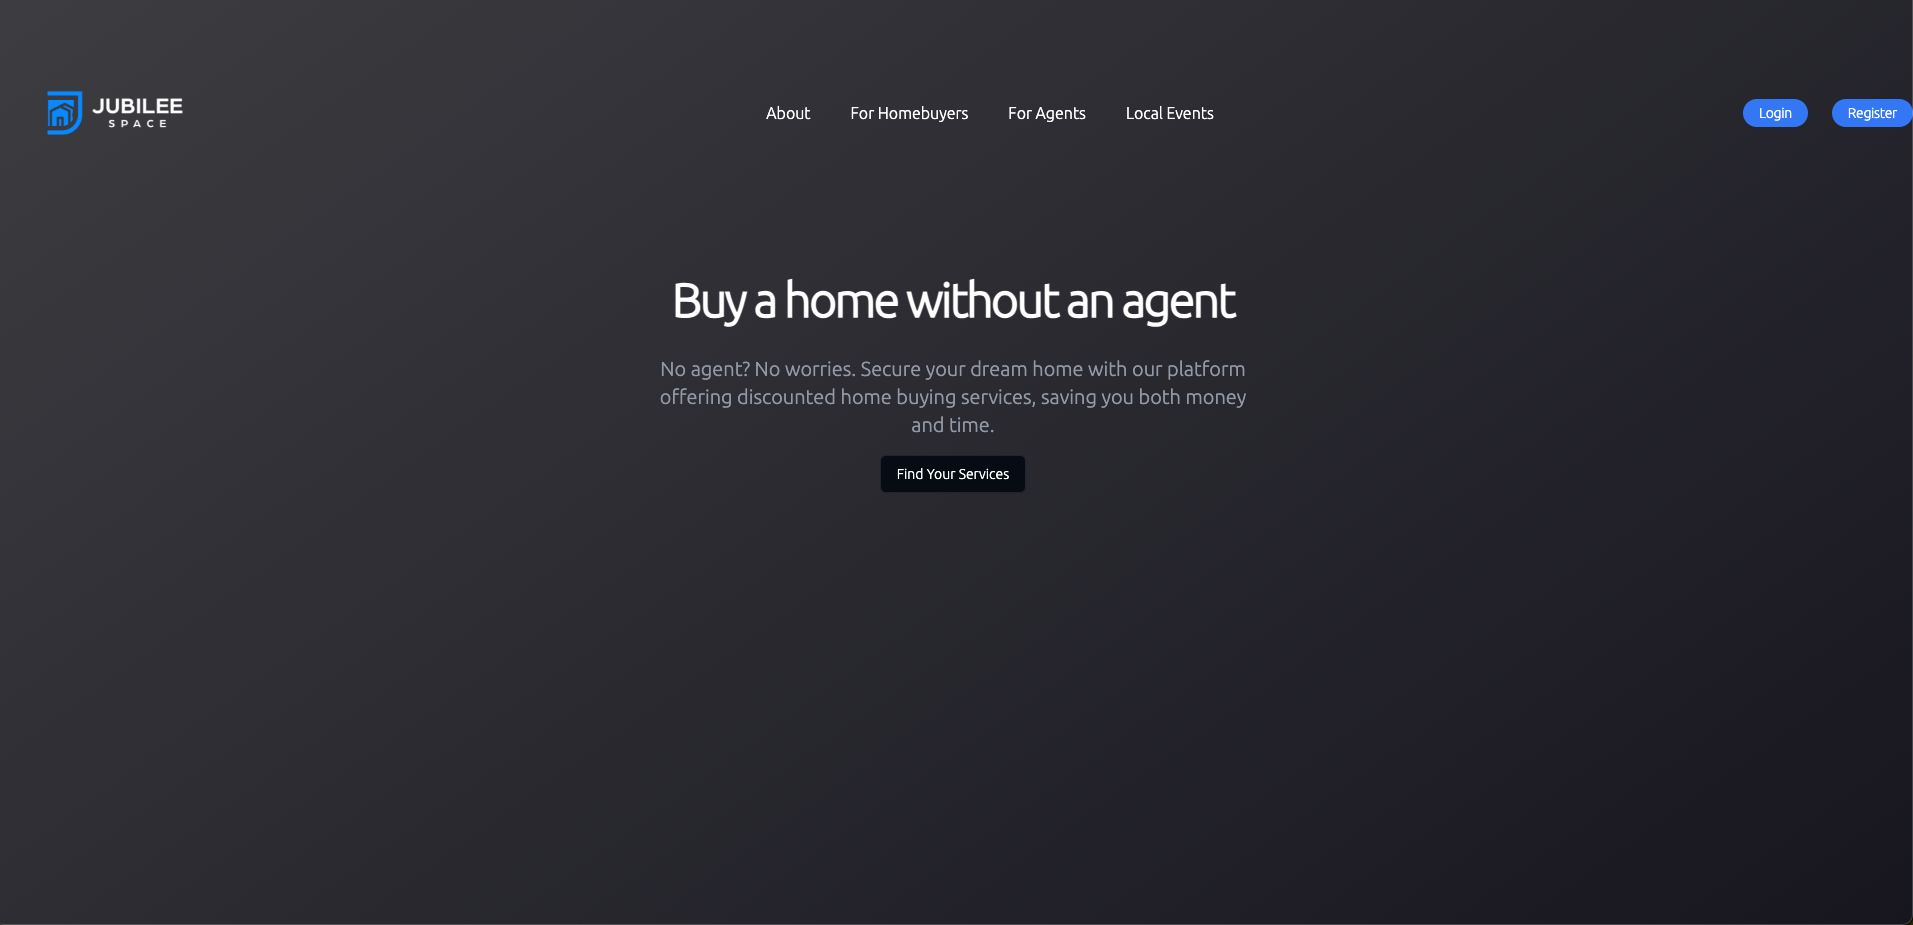 JUBILEE
SPACE
About
For Homebuyers
For Agents
Local Events
Login
Register
Buy a home without an agent
No agent? No worries. Secure your dream home with our platform
offering discounted home buying services, saving you both money
and time.
Find Your Services